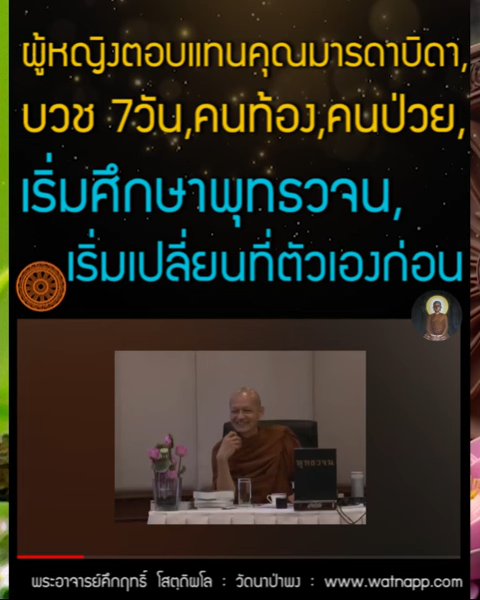 ผู้หญิงตอบแทนคุณมารดาบิดา,
บวช 7วัน,คนท้อง,คนป่วย,
เริ่มศึกษาพุทธวจน,
เริ่มเปลี่ยนที่ตัวเองก่อน
พุทธวจน
พระอาจารย์คึกฤทธิ์ โสตฺถิผโล : วัดนาป่าพง : www.watnapp.com